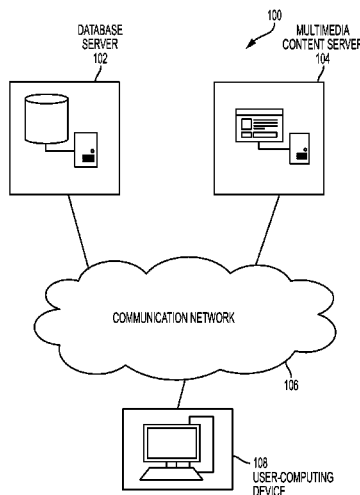 100
DATABASE
SERVER
102
MULTIMEDIA
CONTENT SERVER
104
COMMUNICATION NETWORK
106
108
USER-COMPUTING
DEVICE